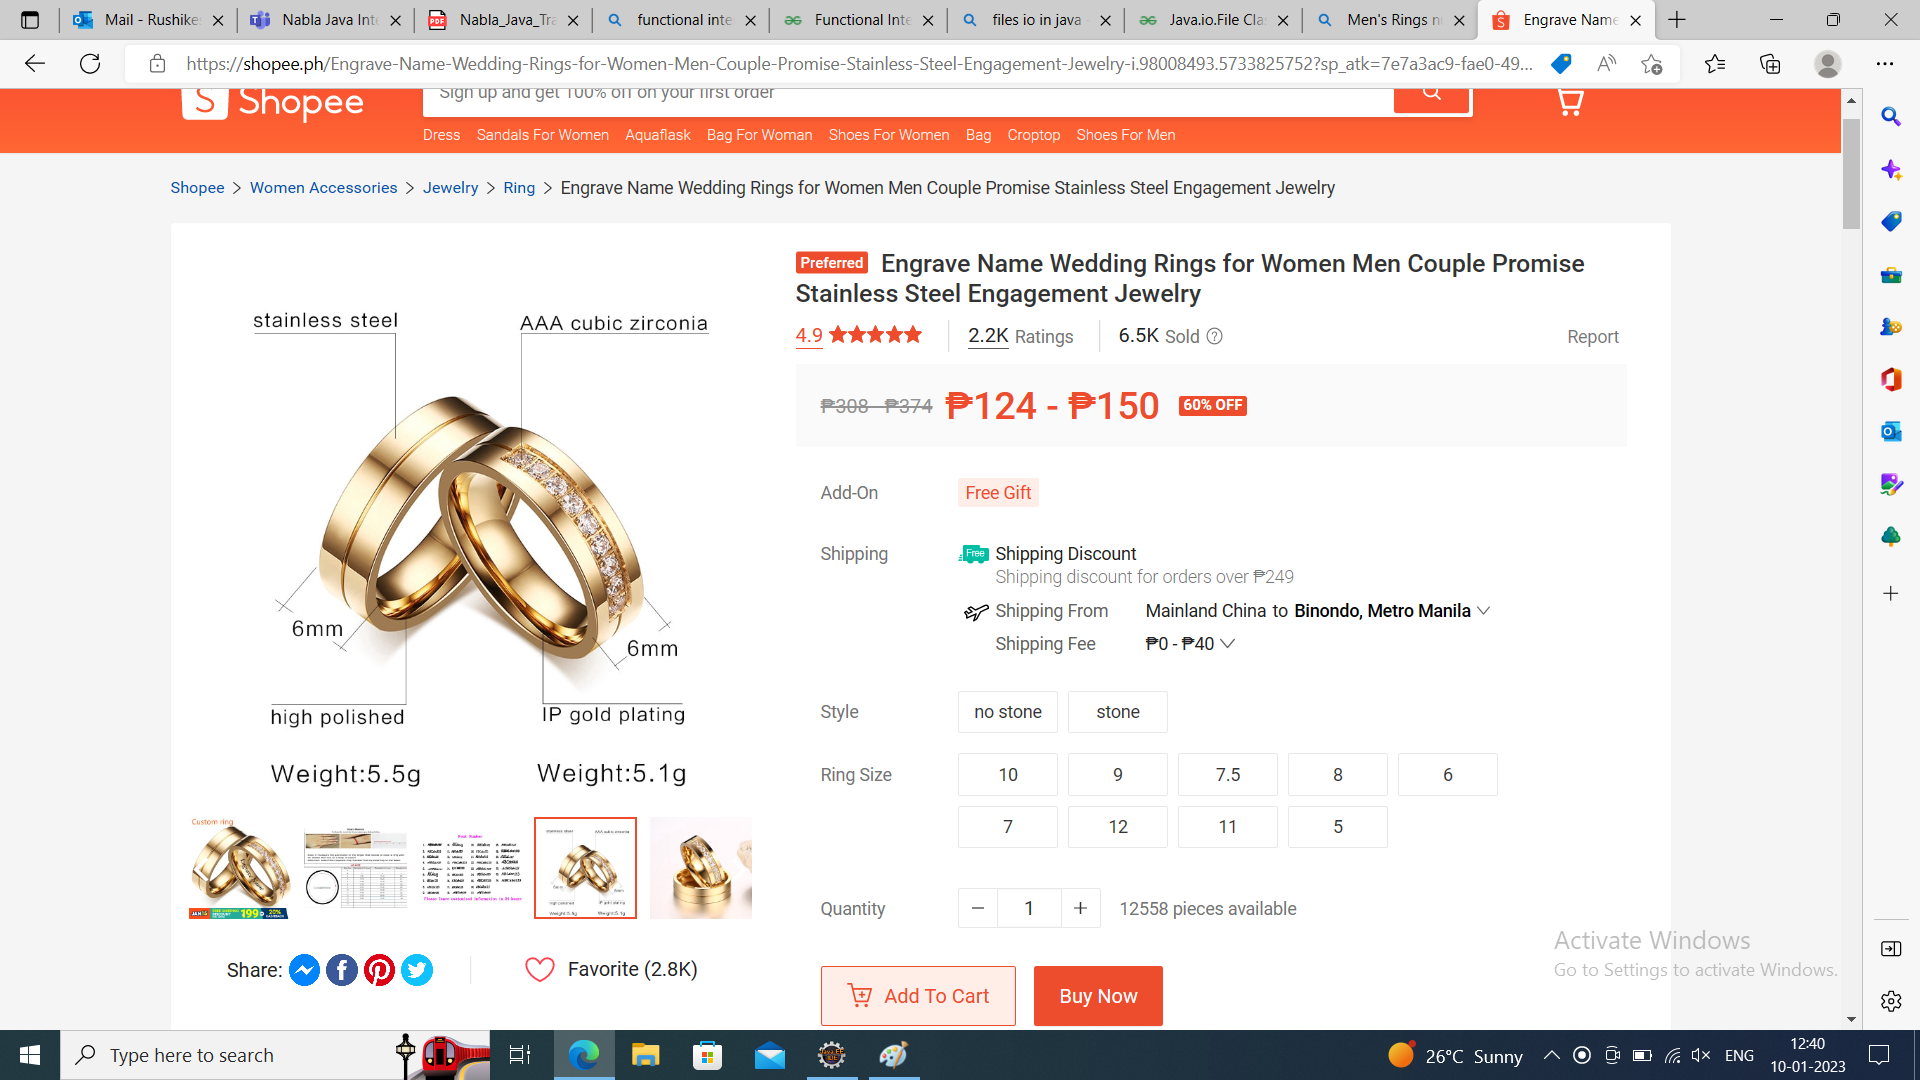 Mail - Rushike
Nabla Java Int
Nabla_Java_Tra
functional inte
Functional Inte
files io in java
Java.io.File Cla
Men's Rings n
Engrave Name
https://shopee.ph/Engrave-Name-Wedding-Rings-for-Women-Men-Couple-Promise-Stainless-Steel-Engagement-Jewelry-i.98008493.5733825752?sp_atk=7e7a3ac9-fae0-49...
Shopee
Sign up and get 100% off on your first order
Dress Sandals For Women Aquaflask Bag For Woman Shoes For Women Bag Croptop Shoes For Men
Shopee > Women Accessories > Jewelry > Ring > Engrave Name Wedding Rings for Women Men Couple Promise Stainless Steel Engagement Jewelry
stainless steel
AAA cubic zirconia
6mm
6mm
high polished
IP gold plating
Weight:5.5g
Weight:5.1g
Custom ring
Share:
Favorite (2.8K)
Preferred Engrave Name Wedding Rings for Women Men Couple Promise
Stainless Steel Engagement Jewelry
4.9
2.2K Ratings
6.5K Sold
Report
₱308 - ₱374 ₱124 - ₱150 60% OFF
Add-On Free Gift
Shipping Free Shipping Discount
Shipping discount for orders over ₱249
Shipping From Mainland China to Binondo, Metro Manila
Shipping Fee ₱0 - ₱40
Style no stone stone
Ring Size 10 9 7.5 8 6
7 12 11 5
Quantity 1 12558 pieces available
Add To Cart
Buy Now
Activate Windows
Go to Settings to activate Windows.
Type here to search
26°C Sunny
ENG
12:40
10-01-2023